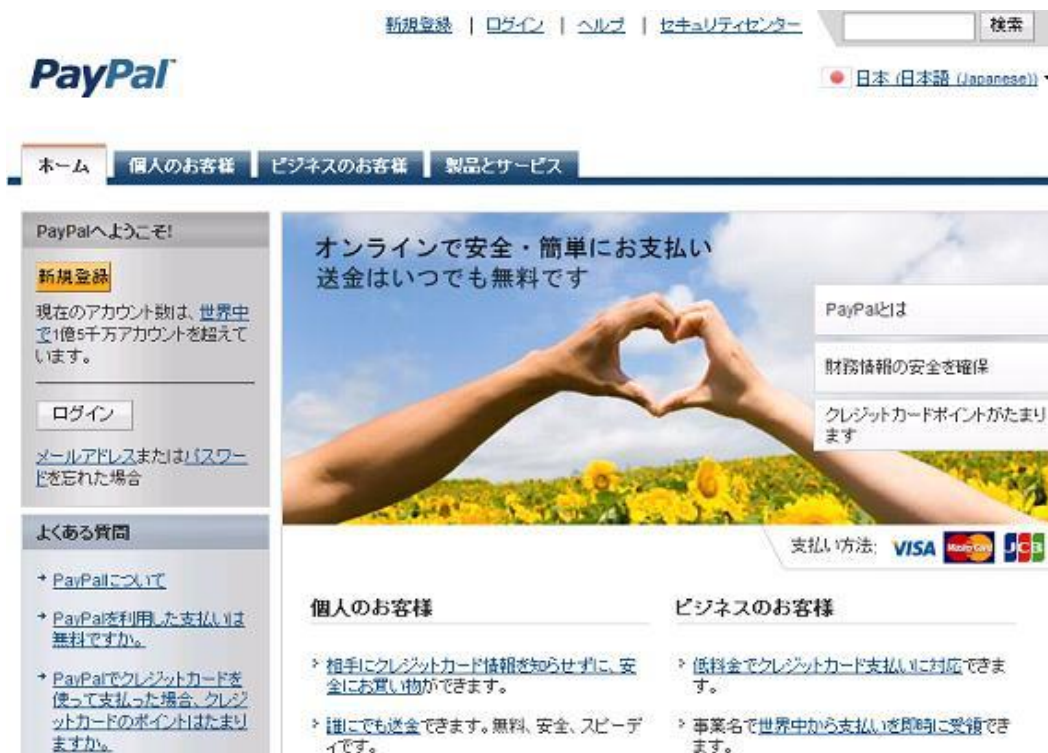 新規登録 | ログイン | ヘルプ | セキュリティセンター
検索
PayPal
日本 (日本語 (Japanese))
ホーム
個人のお客様
ビジネスのお客様
製品とサービス
PayPalへようこそ!
新規登録
現在のアカウント数は、世界中
で1億5千万アカウントを超えて
います。
ログイン
メールアドレスまたはパスワー
ドを忘れた場合
よくある質問
PayPalについて
PayPalを利用した支払いは
無料ですか。
PayPalでクレジットカードを
使って支払った場合、クレジ
ットカードのポイントはたまり
ますか。
オンラインで安全・簡単にお支払い
送金はいつでも無料です
PayPalとは
財務情報の安全を確保
クレジットカードポイントがたまり
ます
支払い方法: VISA MasterCard JCB
個人のお客様
相手にクレジットカード情報を知らせずに、安
全にお買い物ができます。
誰にでも送金できます。無料、安全、スピーデ
ィです。
ビジネスのお客様
低料金でクレジットカード支払いに対応できま
す。
事業名で世界中から支払いを即時に受領でき
ます。